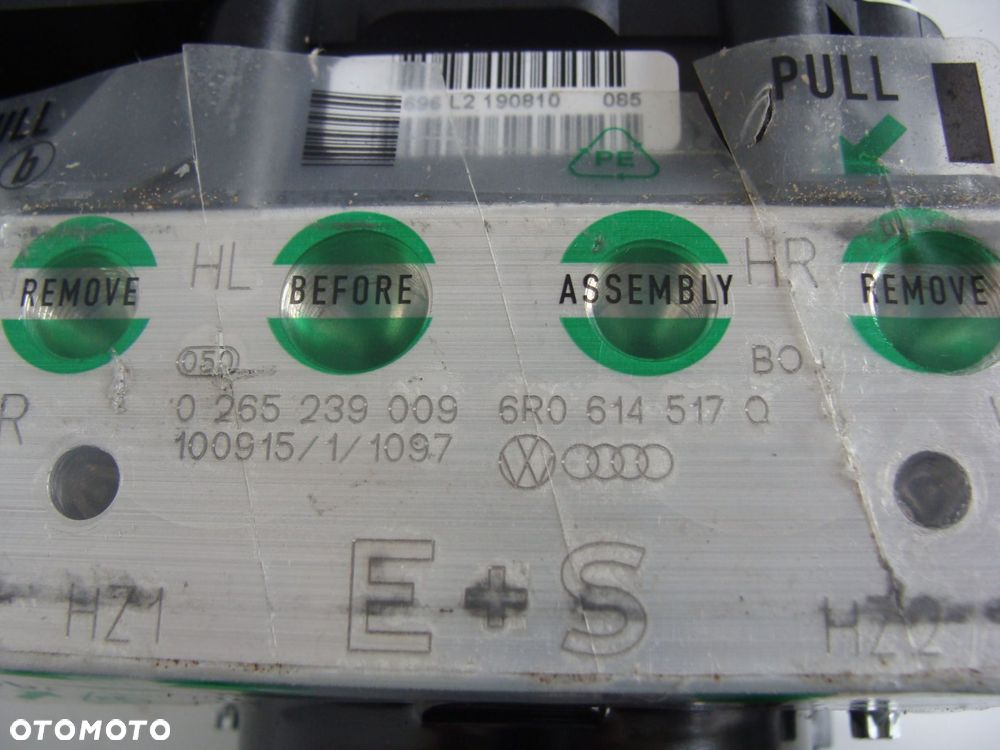 696 L2 190810 085
PULL
b
PE
HL
HR
REMOVE BEFORE ASSEMBLY REMOVE
050
BO
0 265 239 009 6R0 614 517 Q
100915/1/1097
R
E+S
HZ1
HZ2
OTOMOTO